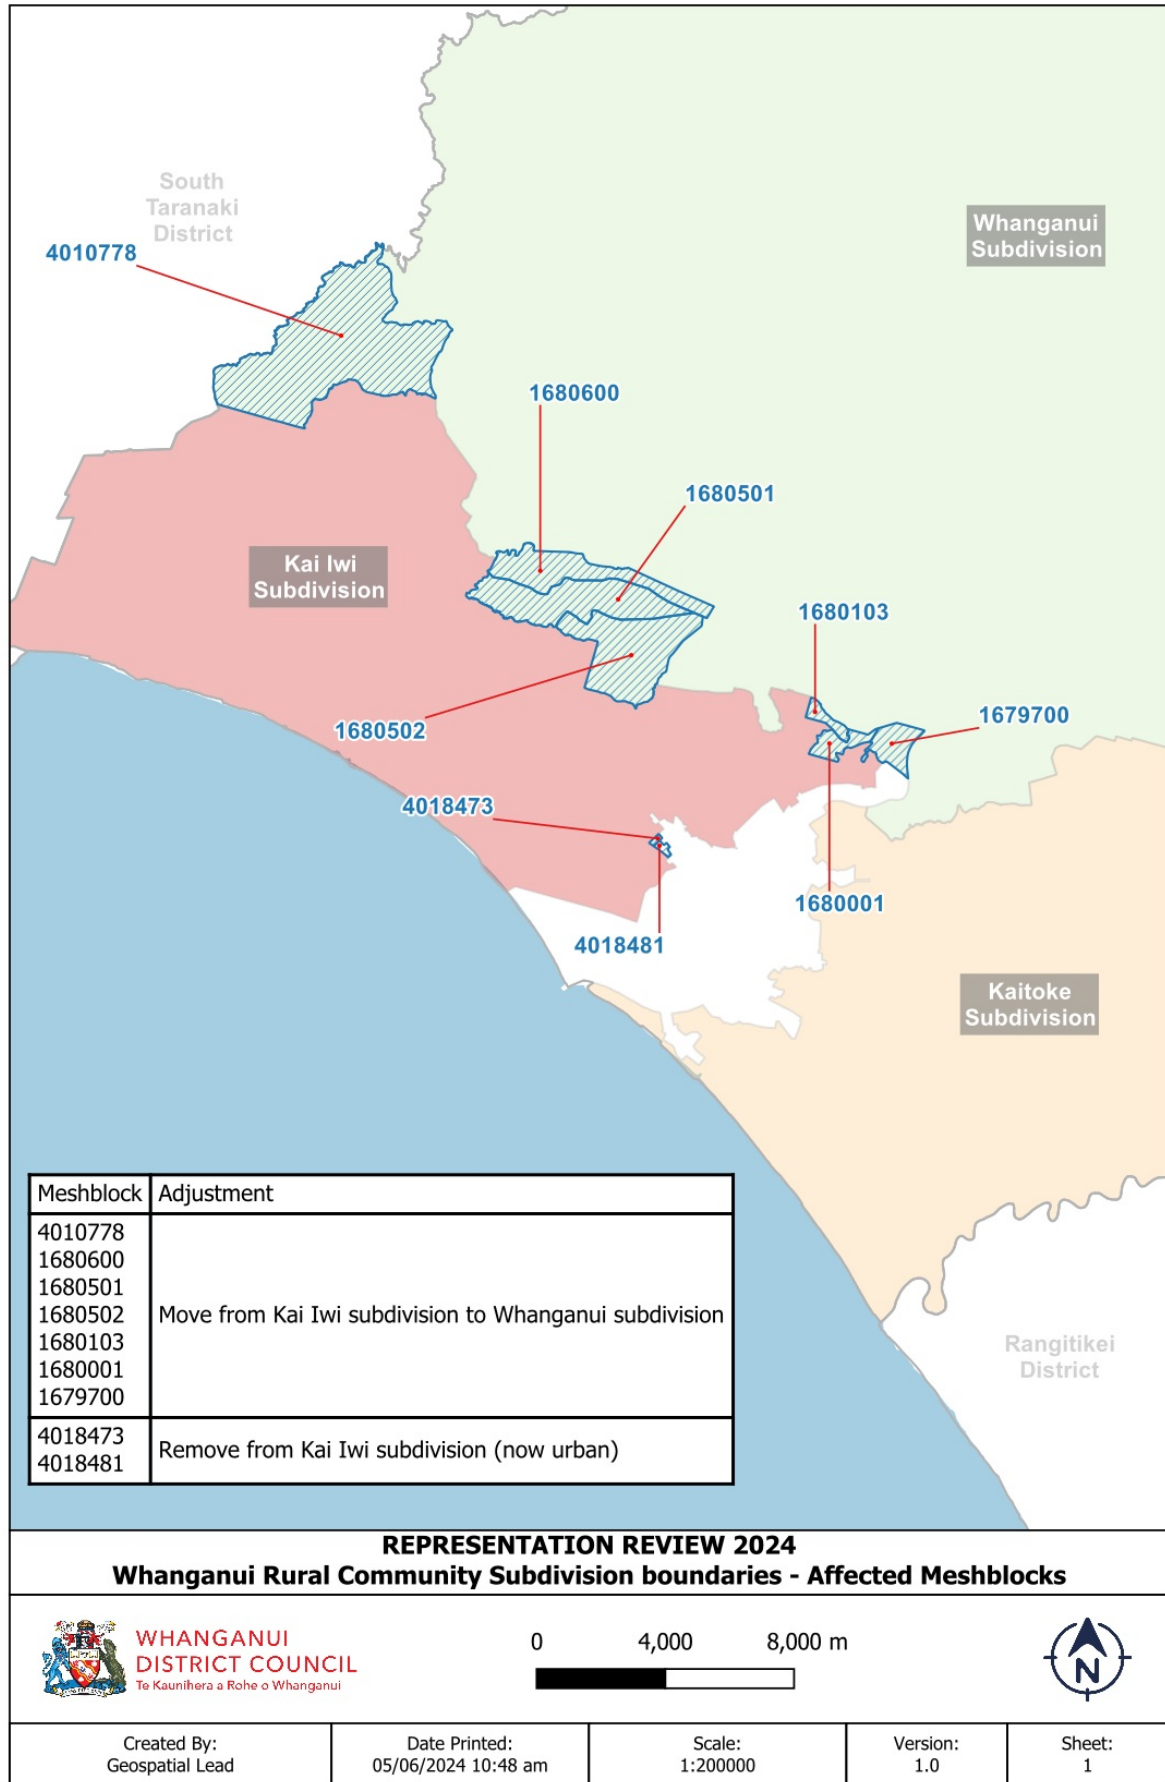 South
Taranaki
District
4010778
Whanganui
Subdivision
1680600
1680501
Kai Iwi
Subdivision
1680103
1679700
1680502
4018473
1680001
4018481
Kaitoke
Subdivision
Meshblock Adjustment
4010778
1680600
1680501
1680502
Move from Kai Iwi subdivision to Whanganui subdivision
1680103
1680001
1679700
4018473
4018481
Remove from Kai Iwi subdivision (now urban)
Rangitikei
District
REPRESENTATION REVIEW 2024
Whanganui Rural Community Subdivision boundaries - Affected Meshblocks
WHANGANUI
DISTRICT COUNCIL
Te Kaunihera a Rohe o Whanganui
0 4,000 8,000 m
N
Created By:
Geospatial Lead
Date Printed:
05/06/2024 10:48 am
Scale:
1:200000
Version:
1.0
Sheet:
1